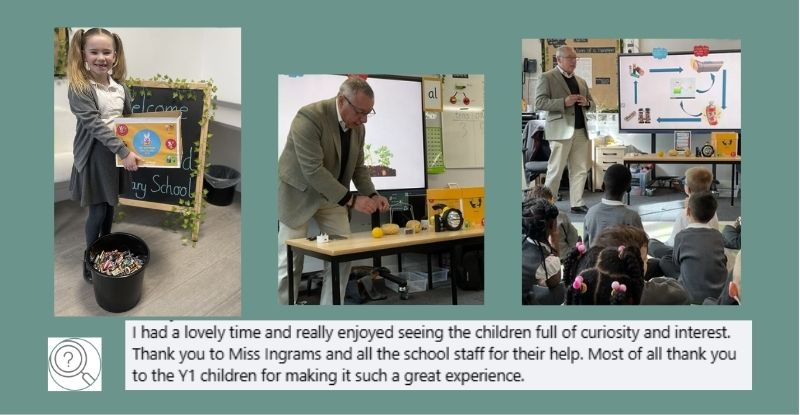 Welcome
ary School
al
I had a lovely time and really enjoyed seeing the children full of curiosity and interest.
Thank you to Miss Ingrams and all the school staff for their help. Most of all thank you
to the Y1 children for making it such a great experience.
?